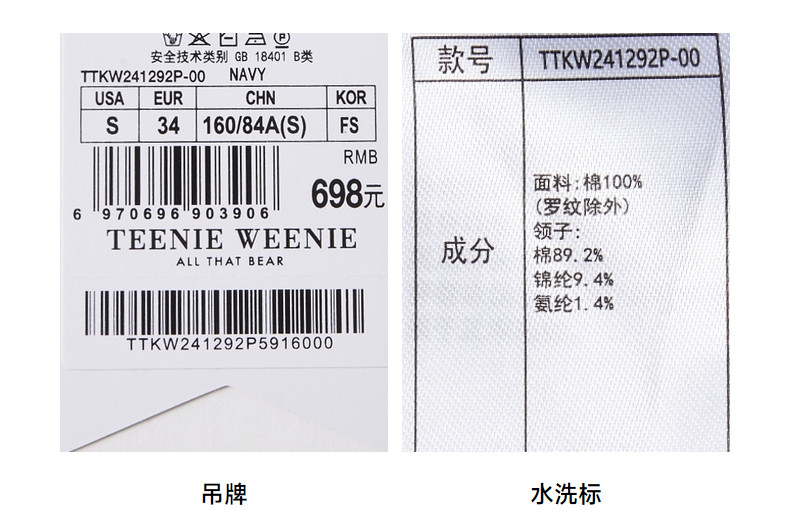 安全技术类别 GB 18401 B类
TTKW241292P-00 NAVY
USA EUR CHN KOR
S 34 160/84A(S) FS
RMB
698元
6 970696 903906
TEENIE WEENIE
ALL THAT BEAR
TTKW241292P5916000
吊牌
款号 TTKW241292P-00
成分
面料:棉100%
(罗纹除外)
领子:
棉89.2%
锦纶9.4%
氨纶1.4%
水洗标